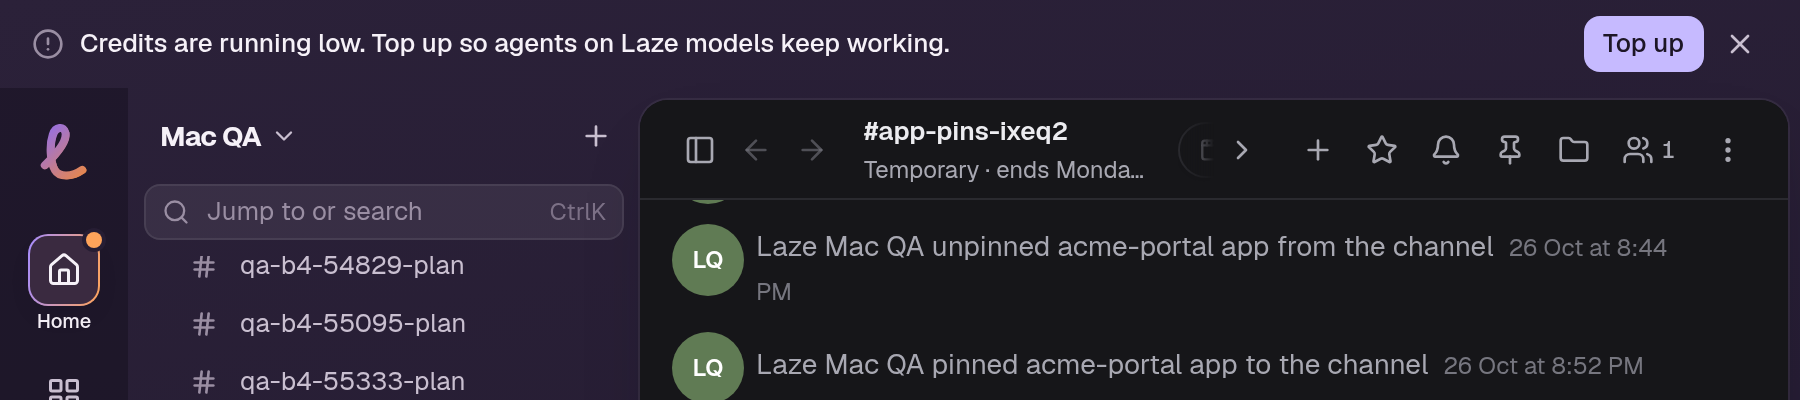 Credits are running low. Top up so agents on Laze models keep working.
Top up
Mac QA
Jump to or search
CtrlK
Home
qa-b4-54829-plan
qa-b4-55095-plan
qa-b4-55333-plan
#app-pins-ixeq2
Temporary · ends Monda...
1
LQ
Laze Mac QA unpinned acme-portal app from the channel 26 Oct at 8:44
PM
LQ
Laze Mac QA pinned acme-portal app to the channel 26 Oct at 8:52 PM